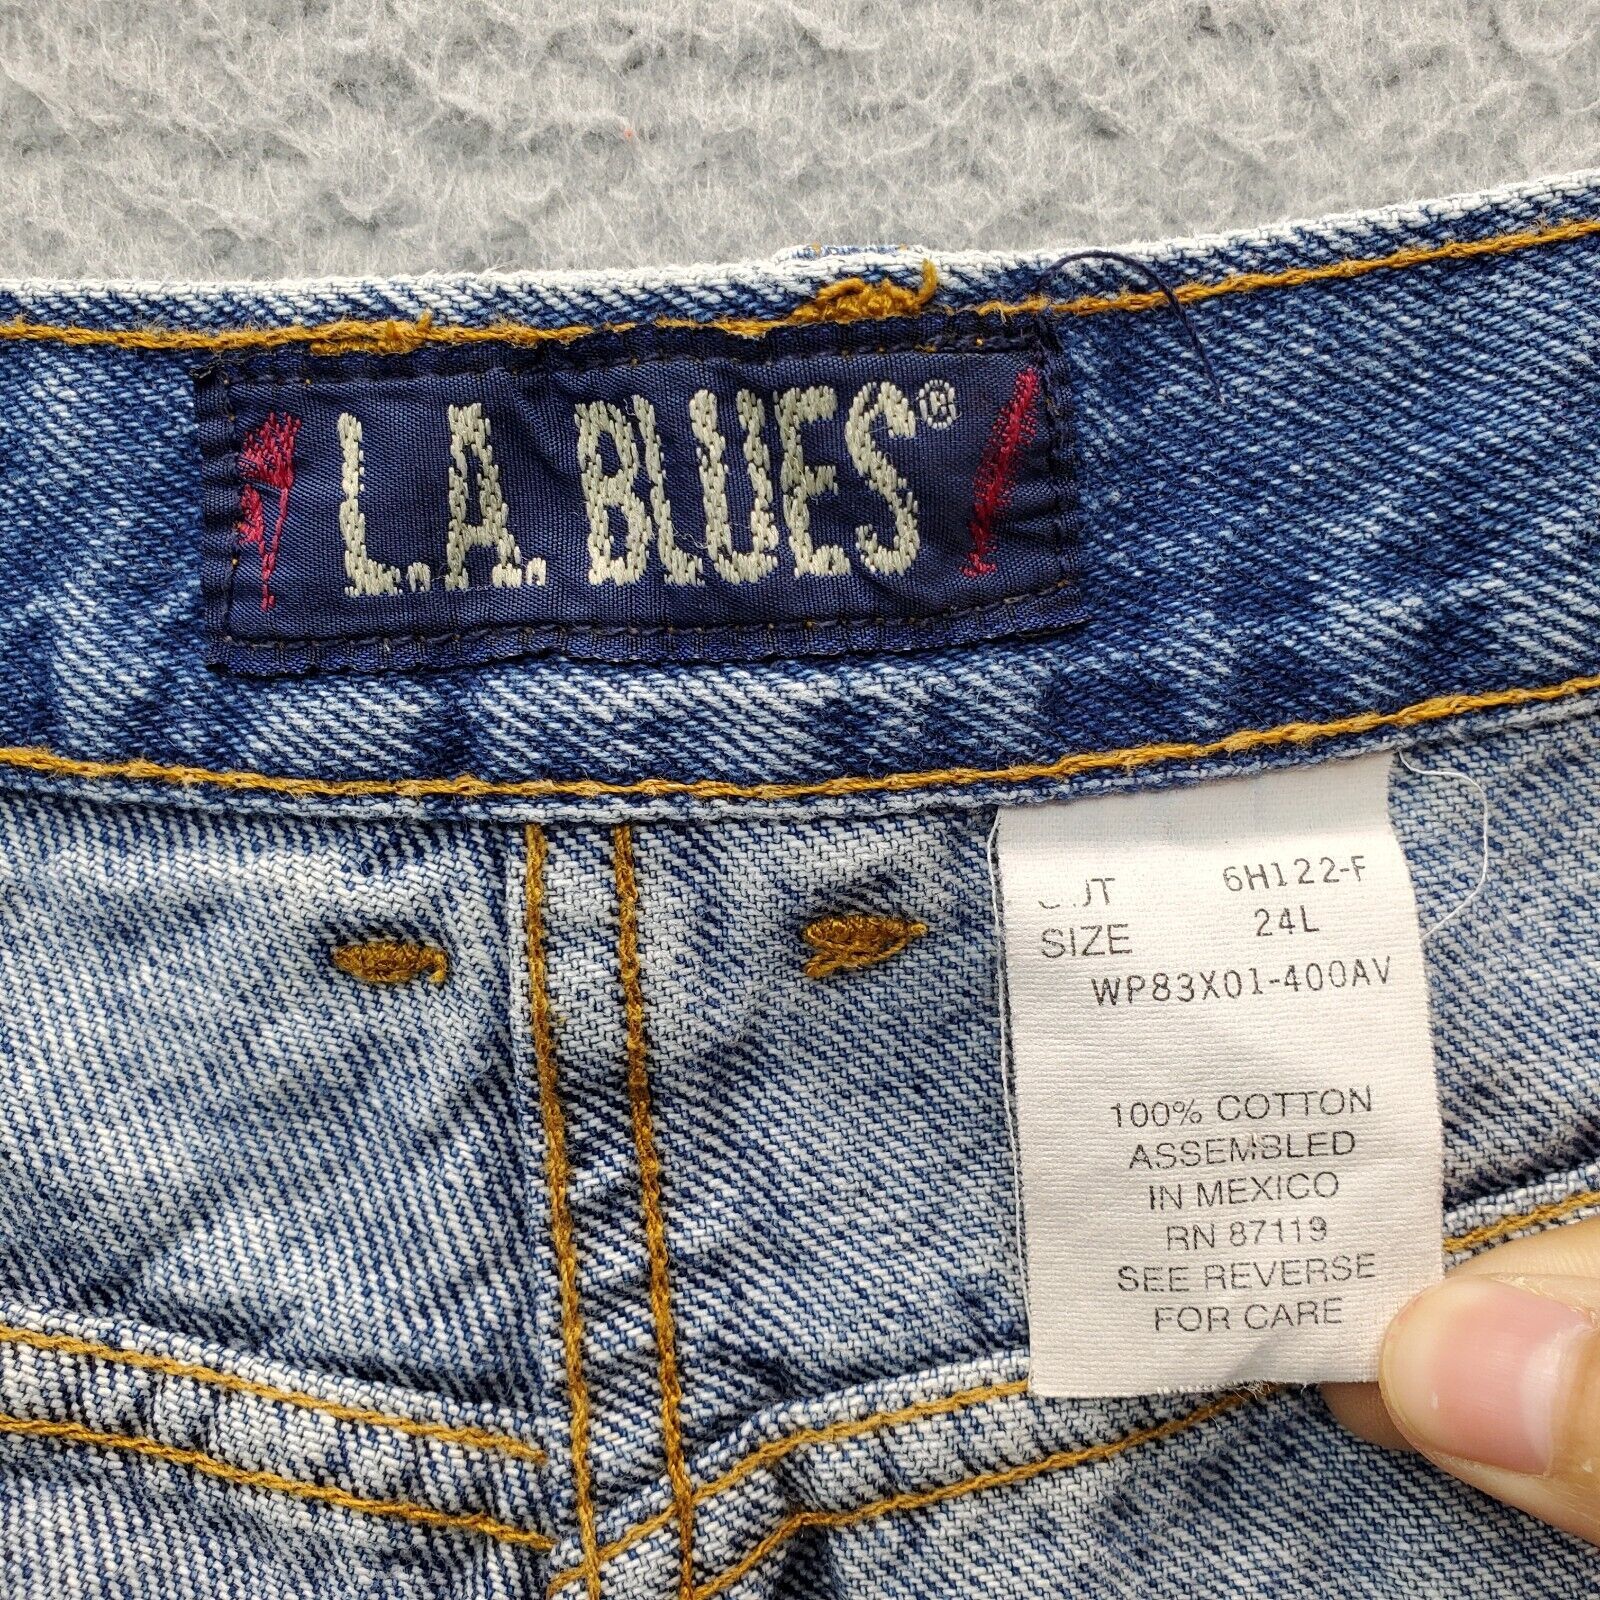 L.A. BLUES®
6H122-F
SIZE 24L
WP83X01-400AV
100% COTTON
ASSEMBLED
IN MEXICO
RN 87119
SEE REVERSE
FOR CARE